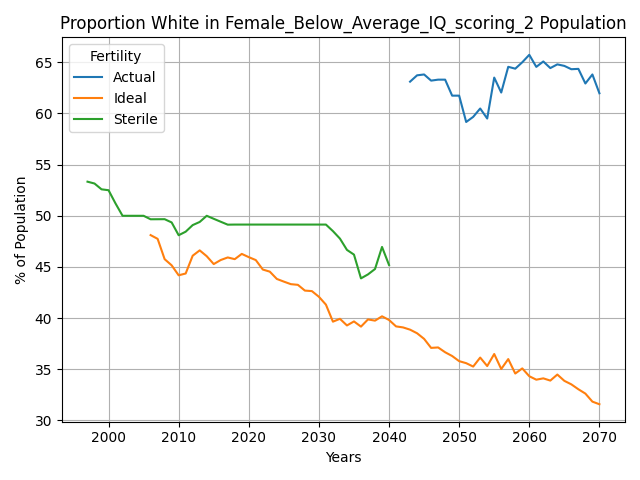 Proportion White in Female_Below_Average_IQ_scoring_2 Population
Fertility
Actual
Ideal
Sterile
% of Population
65
60
55
50
45
40
35
30
2000 2010 2020 2030 2040 2050 2060 2070
Years